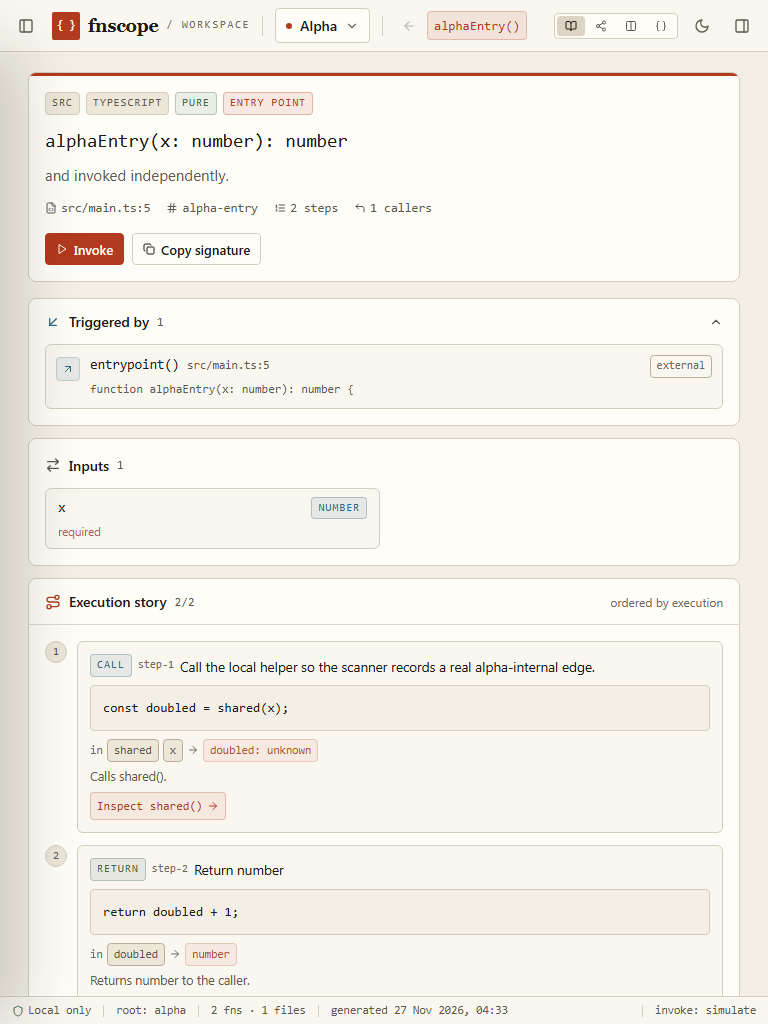 { } fnscope / WORKSPACE Alpha alphaEntry() {}
SRC TYPESCRIPT PURE ENTRY POINT
alphaEntry(x: number): number
and invoked independently.
src/main.ts:5 # alpha-entry 2 steps 1 callers
Invoke Copy signature
Triggered by 1
entrypoint() src/main.ts:5 external
function alphaEntry(x: number): number {
Inputs 1
x NUMBER
required
Execution story 2/2 ordered by execution
1 CALL step-1 Call the local helper so the scanner records a real alpha-internal edge.
const doubled = shared(x);
in shared x → doubled: unknown
Calls shared().
Inspect shared() →
2 RETURN step-2 Return number
return doubled + 1;
in doubled → number
Returns number to the caller.
Local only root: alpha 2 fns · 1 files generated 27 Nov 2026, 04:33 invoke: simulate